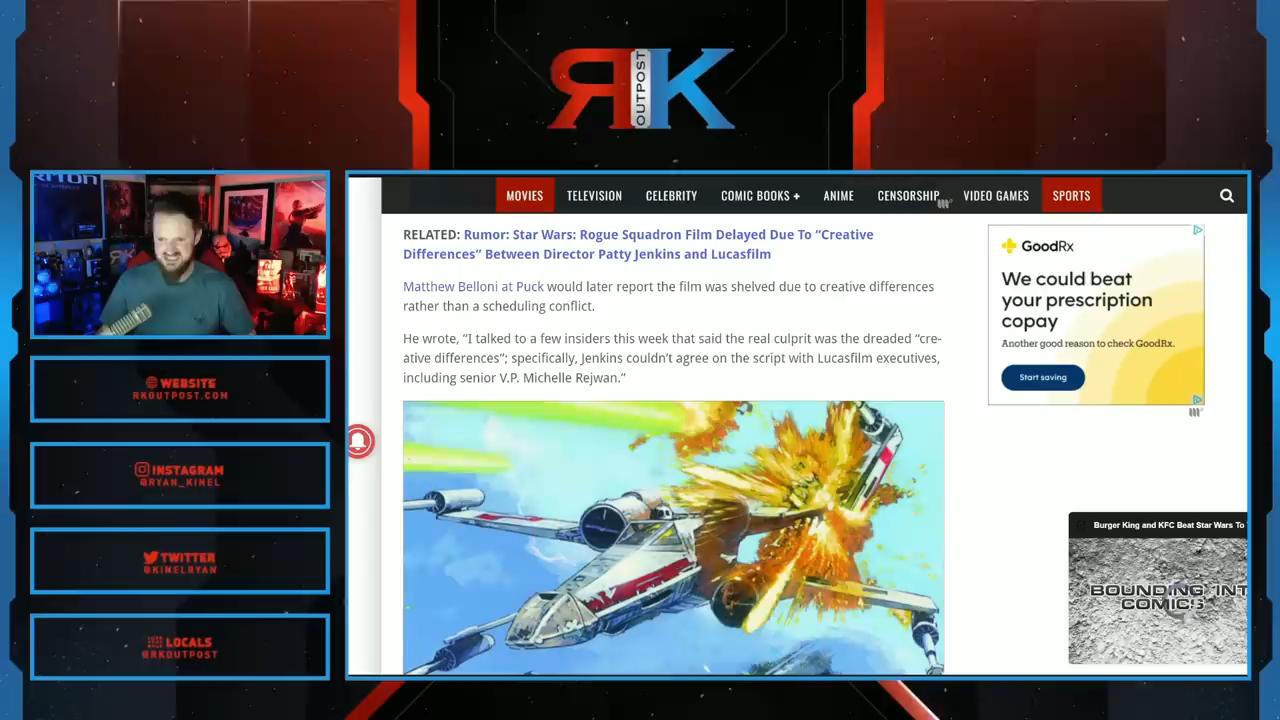 RK
OUTPOST
MOVIES TELEVISION CELEBRITY COMIC BOOKS + ANIME CENSORSHIP VIDEO GAMES SPORTS
RELATED: Rumor: Star Wars: Rogue Squadron Film Delayed Due To “Creative
Differences” Between Director Patty Jenkins and Lucasfilm
Matthew Belloni at Puck would later report the film was shelved due to creative differences
rather than a scheduling conflict.
He wrote, “I talked to a few insiders this week that said the real culprit was the dreaded “cre-
ative differences”; specifically, Jenkins couldn’t agree on the script with Lucasfilm executives,
including senior V.P. Michelle Rejwan.”
GoodRx
We could beat
your prescription
copay
Another good reason to check GoodRx.
Start saving
Burger King and KFC Beat Star Wars To
BOUNDING INT
COMICS
WEBSITE
RKOUTPOST.COM
INSTAGRAM
@RYAN_KINEL
TWITTER
@KINELRYAN
LOCALS
@RKOUTPOST